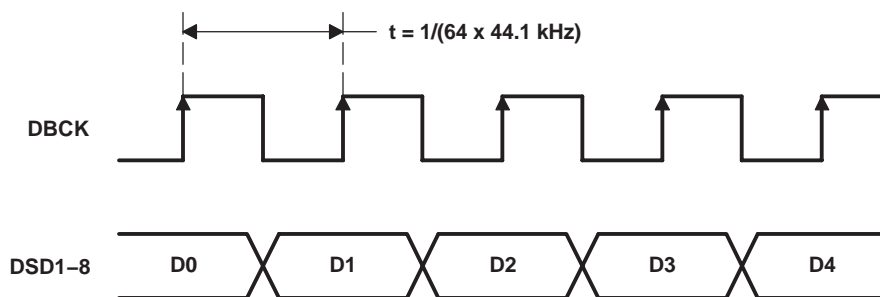 t = 1/(64 x 44.1 kHz)
DBCK
DSD1–8
D0 D1 D2 D3 D4